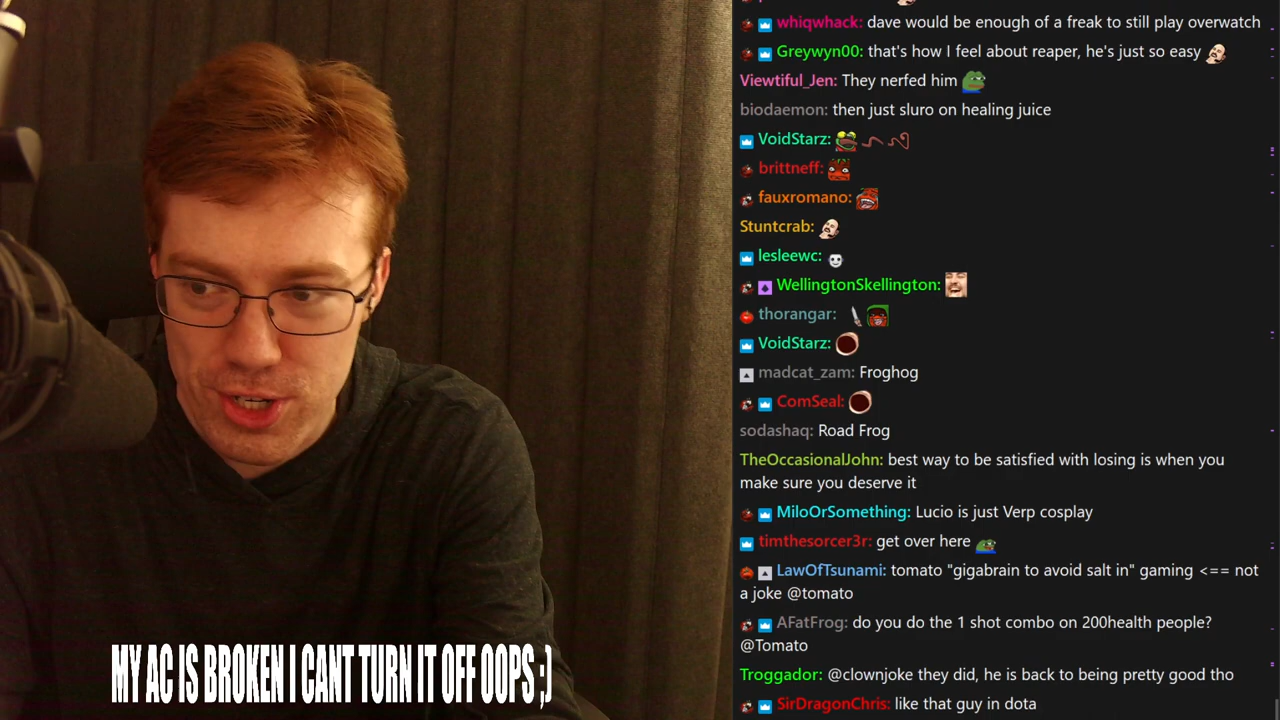 whiqwhack: dave would be enough of a freak to still play overwatch
Greywyn00: that's how I feel about reaper, he's just so easy
Viewtiful_Jen: They nerfed him
biodaemon: then just sluro on healing juice
VoidStarz:
brittneff:
fauxromano:
Stuntcrab:
lesleewc:
WellingtonSkellington:
thorangar:
VoidStarz:
madcat_zam: Froghog
ComSeal:
sodashaq: Road Frog
TheOccasionalJohn: best way to be satisfied with losing is when you
make sure you deserve it
MiloOrSomething: Lucio is just Verp cosplay
timthesorcer3r: get over here
LawOfTsunami: tomato "gigabrain to avoid salt in" gaming <== not
a joke @tomato
AFatFrog: do you do the 1 shot combo on 200health people?
@Tomato
Troggador: @clownjoke they did, he is back to being pretty good tho
SirDragonChris: like that guy in dota
MY AC IS BROKEN I CANT TURN IT OFF OOPS ;)